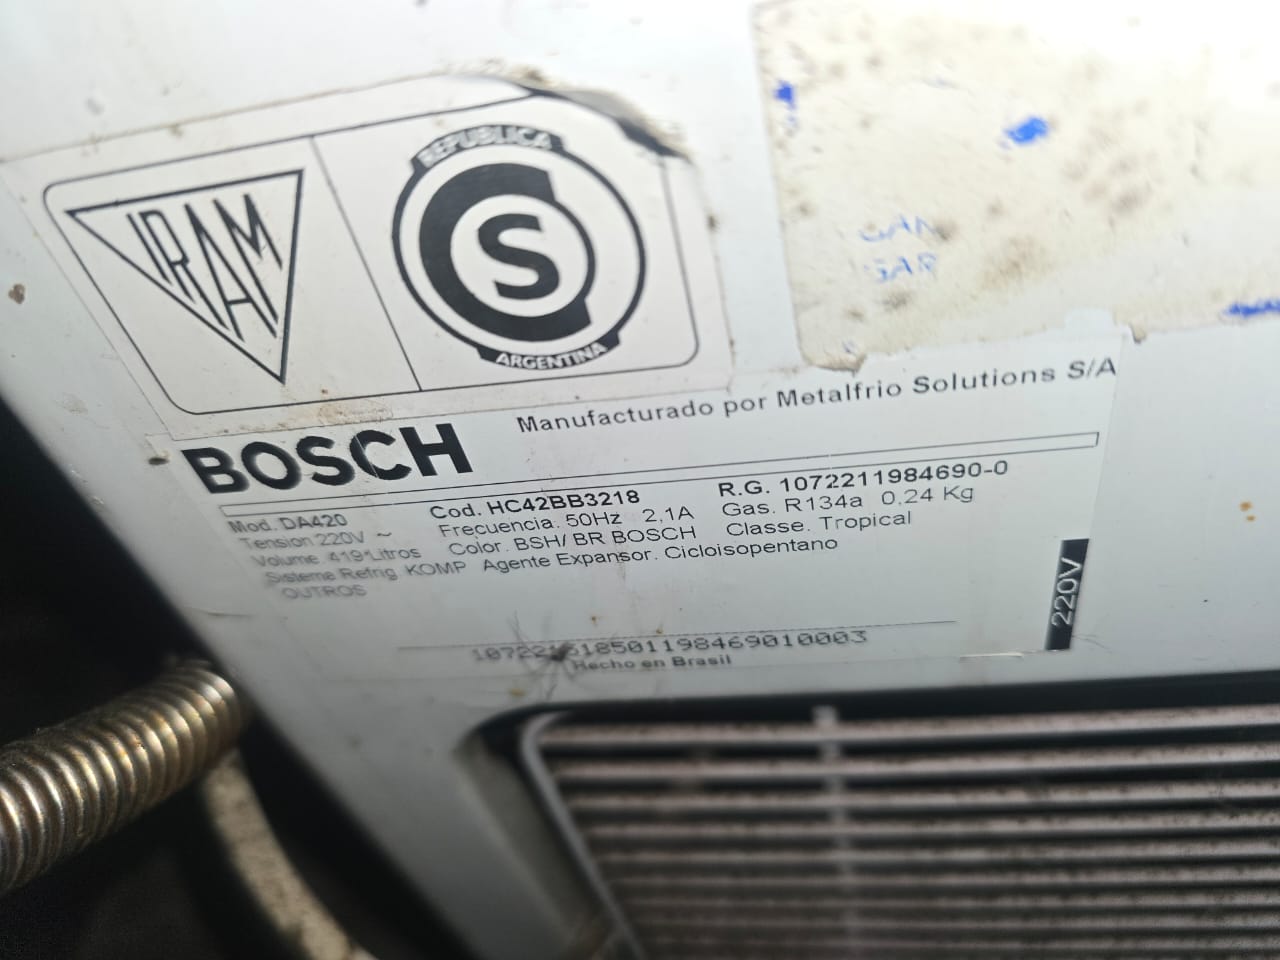 IRAM
REPUBLICA
S
ARGENTINA
Manufacturado por Metalfrio Solutions S/A
BOSCH
Mod. DA420 Cod. HC42BB3218 R.G. 1072211984690-0
Tension 220V ~ Frecuencia. 50Hz 2,1A Gas. R134a 0.24 Kg
Volume 419 Litros Color. BSH/ BR BOSCH Classe. Tropical
Sisteme Refrig KOMP Agente Expansor. Cicloisopentano
OUTROS
220V
Hecho en Brasil